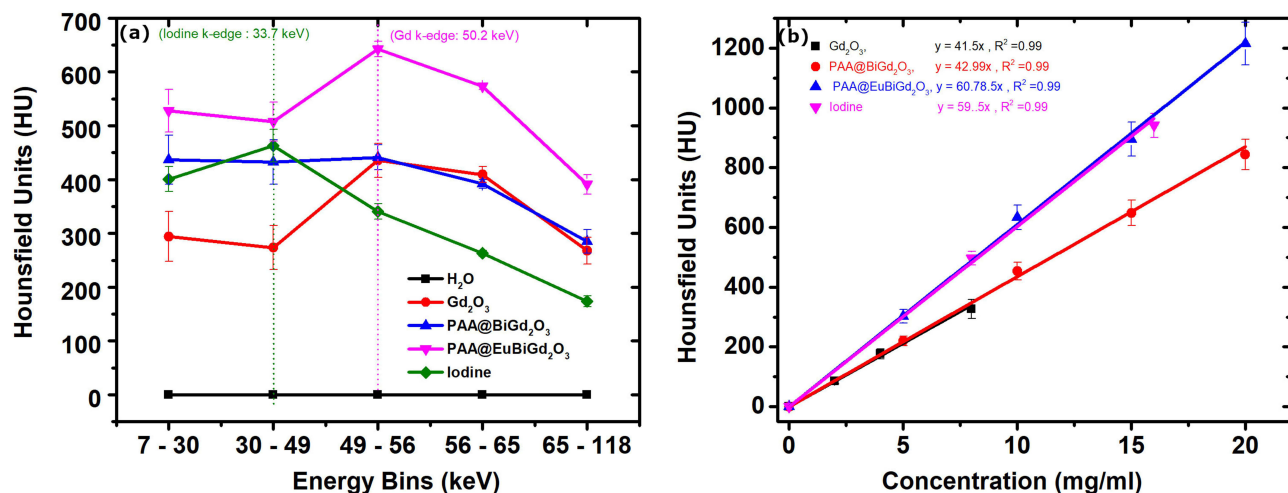 (a)
(Iodine k-edge : 33.7 keV)
(Gd k-edge: 50.2 keV)
Hounsfield Units (HU)
700
600
500
400
300
200
100
0
H₂O
Gd₂O₃
PAA@BiGd₂O₃
PAA@EuBiGd₂O₃
Iodine
7 - 30
30 - 49
49 - 56
56 - 65
65 - 118
Energy Bins (keV)
(b)
Gd₂O₃, y = 41.5x , R² = 0.99
PAA@BiGd₂O₃, y = 42.99x , R² = 0.99
PAA@EuBiGd₂O₃, y = 60.78.5x , R² = 0.99
Iodine y = 59..5x , R² = 0.99
Hounsfield Units (HU)
1200
1000
800
600
400
200
0
0
5
10
15
20
Concentration (mg/ml)